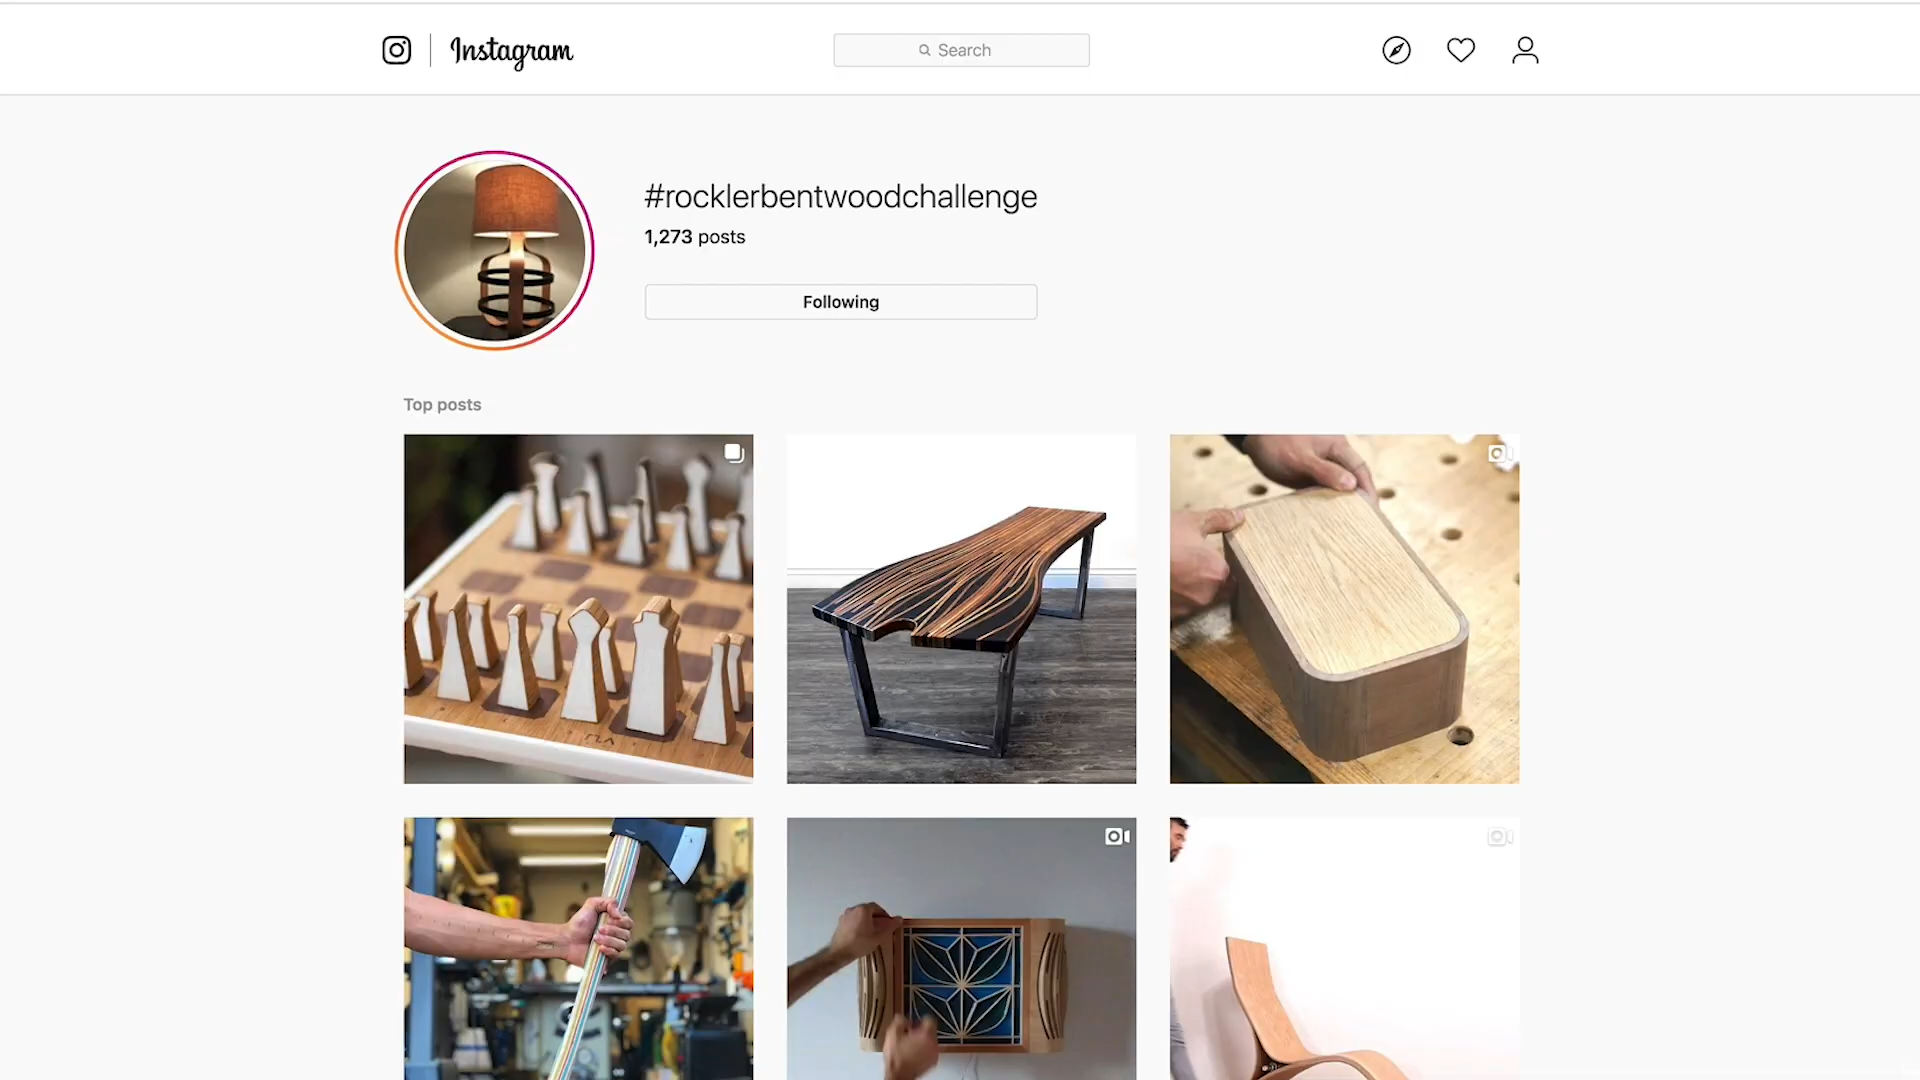 Instagram
Search
#rocklerbentwoodchallenge
1,273 posts
Following
Top posts